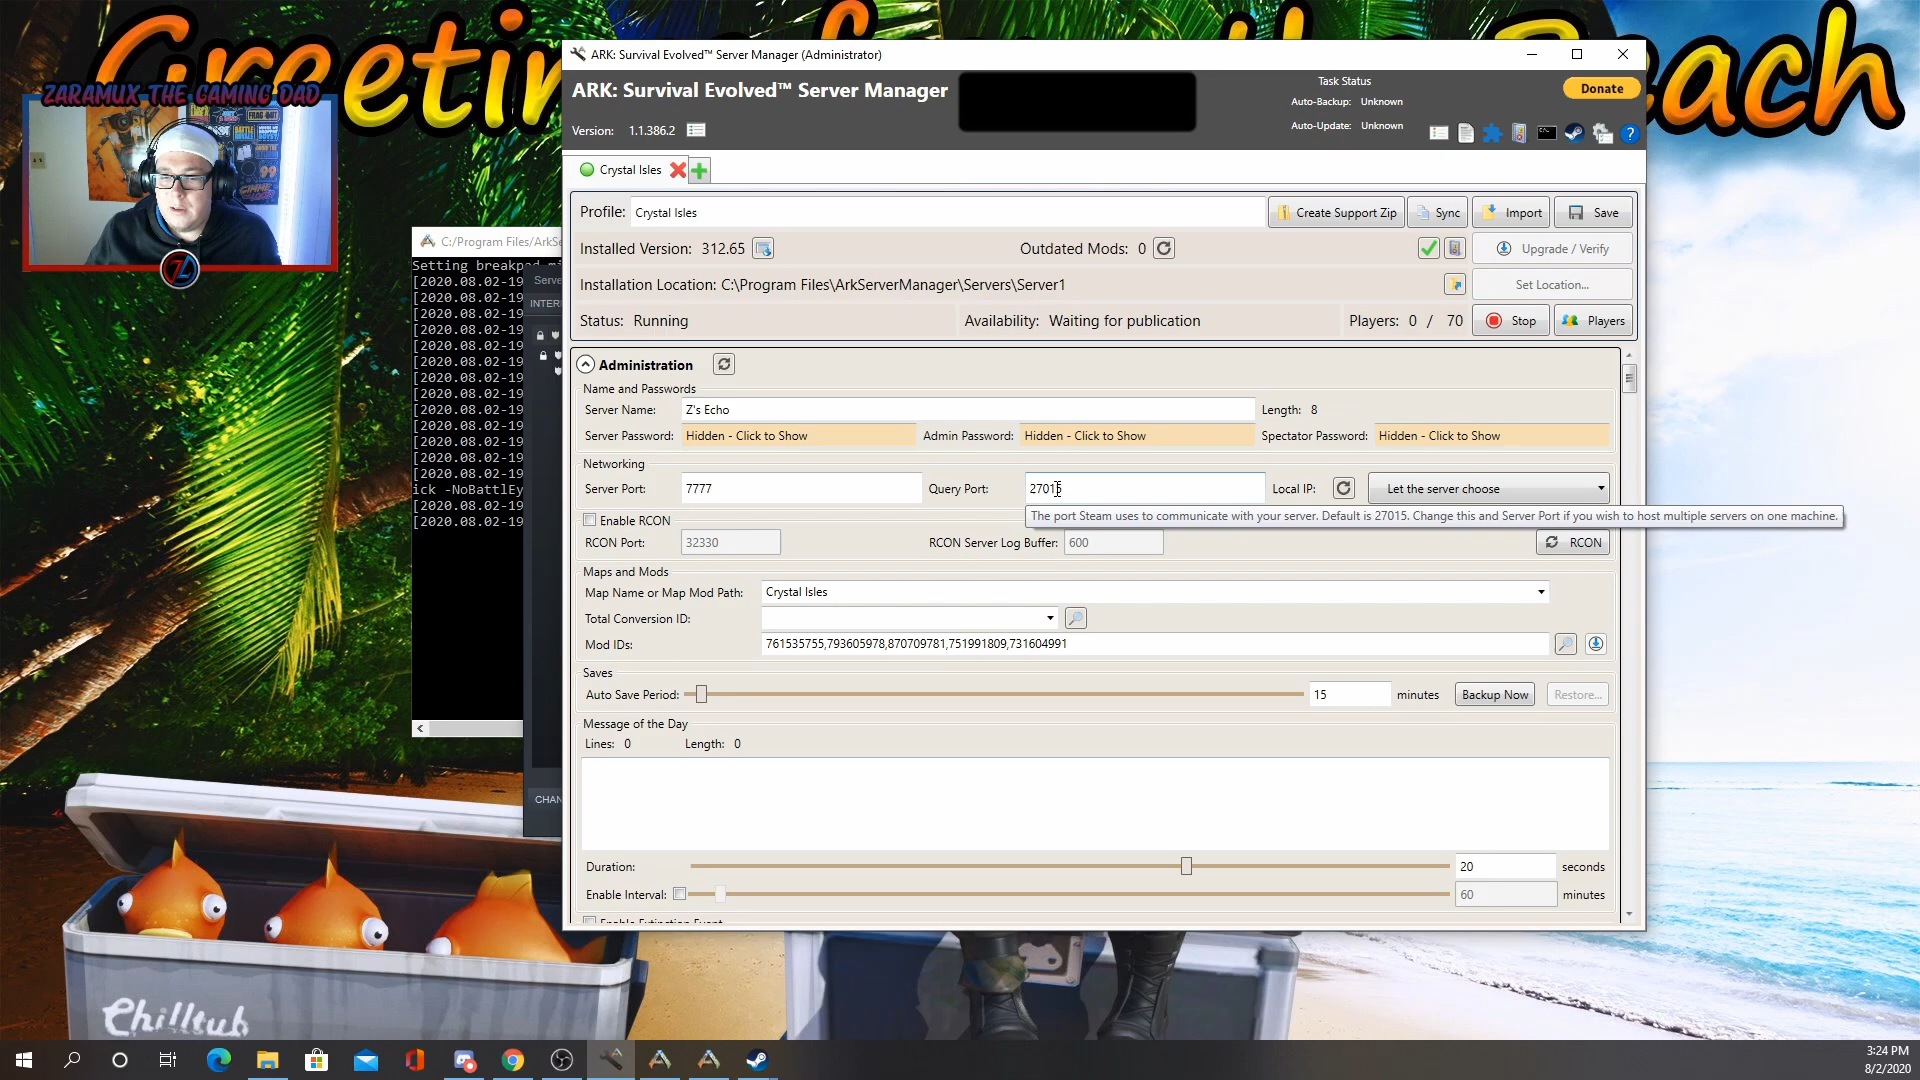 Greetin
each
ZARAMUX THE GAMING DAD
ARK: Survival Evolved™ Server Manager (Administrator)
ARK: Survival Evolved™ Server Manager
Task Status
Donate
Auto-Backup: Unknown
Auto-Update: Unknown
Version: 1.1.386.2
Crystal Isles
Profile: Crystal Isles
Create Support Zip
Sync
Import
Save
Installed Version: 312.65
Outdated Mods: 0
Upgrade / Verify
Installation Location: C:\Program Files\ArkServerManager\Servers\Server1
Set Location...
Status: Running
Availability: Waiting for publication
Players: 0 / 70
Stop
Players
Administration
Name and Passwords
Server Name: Z's Echo
Length: 8
Server Password: Hidden - Click to Show
Admin Password: Hidden - Click to Show
Spectator Password: Hidden - Click to Show
Networking
Server Port: 7777
Query Port: 27015
Local IP:
Let the server choose
The port Steam uses to communicate with your server. Default is 27015. Change this and Server Port if you wish to host multiple servers on one machine.
Enable RCON
RCON Port: 32330
RCON Server Log Buffer: 600
RCON
Maps and Mods
Map Name or Map Mod Path: Crystal Isles
Total Conversion ID:
Mod IDs: 761535755,793605978,870709781,751991809,731604991
Saves
Auto Save Period: 15 minutes
Backup Now
Restore...
Message of the Day
Lines: 0
Length: 0
Duration: 20 seconds
Enable Interval: 60 minutes
C:/Program Files/ArkSe
Setting breakpad mi
[2020.08.02-19
[2020.08.02-19
[2020.08.02-19
[2020.08.02-19
[2020.08.02-19
[2020.08.02-19
[2020.08.02-19
[2020.08.02-19
[2020.08.02-19
[2020.08.02-19
[2020.08.02-19
[2020.08.02-19
[2020.08.02-19
ick -NoBattlEy
[2020.08.02-19
[2020.08.02-19
Serve
INTER
CHAN
Chilltub
3:24 PM
8/2/2020